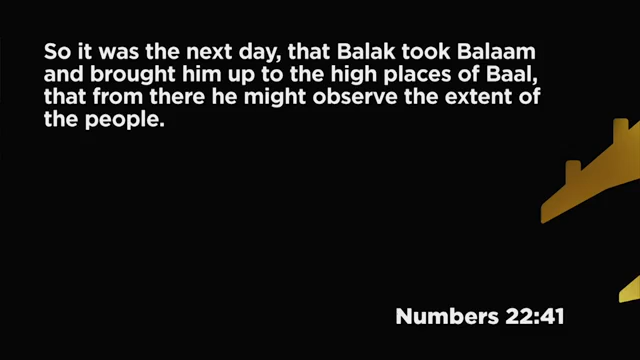 So it was the next day, that Balak took Balaam
and brought him up to the high places of Baal,
that from there he might observe the extent of
the people.
Numbers 22:41